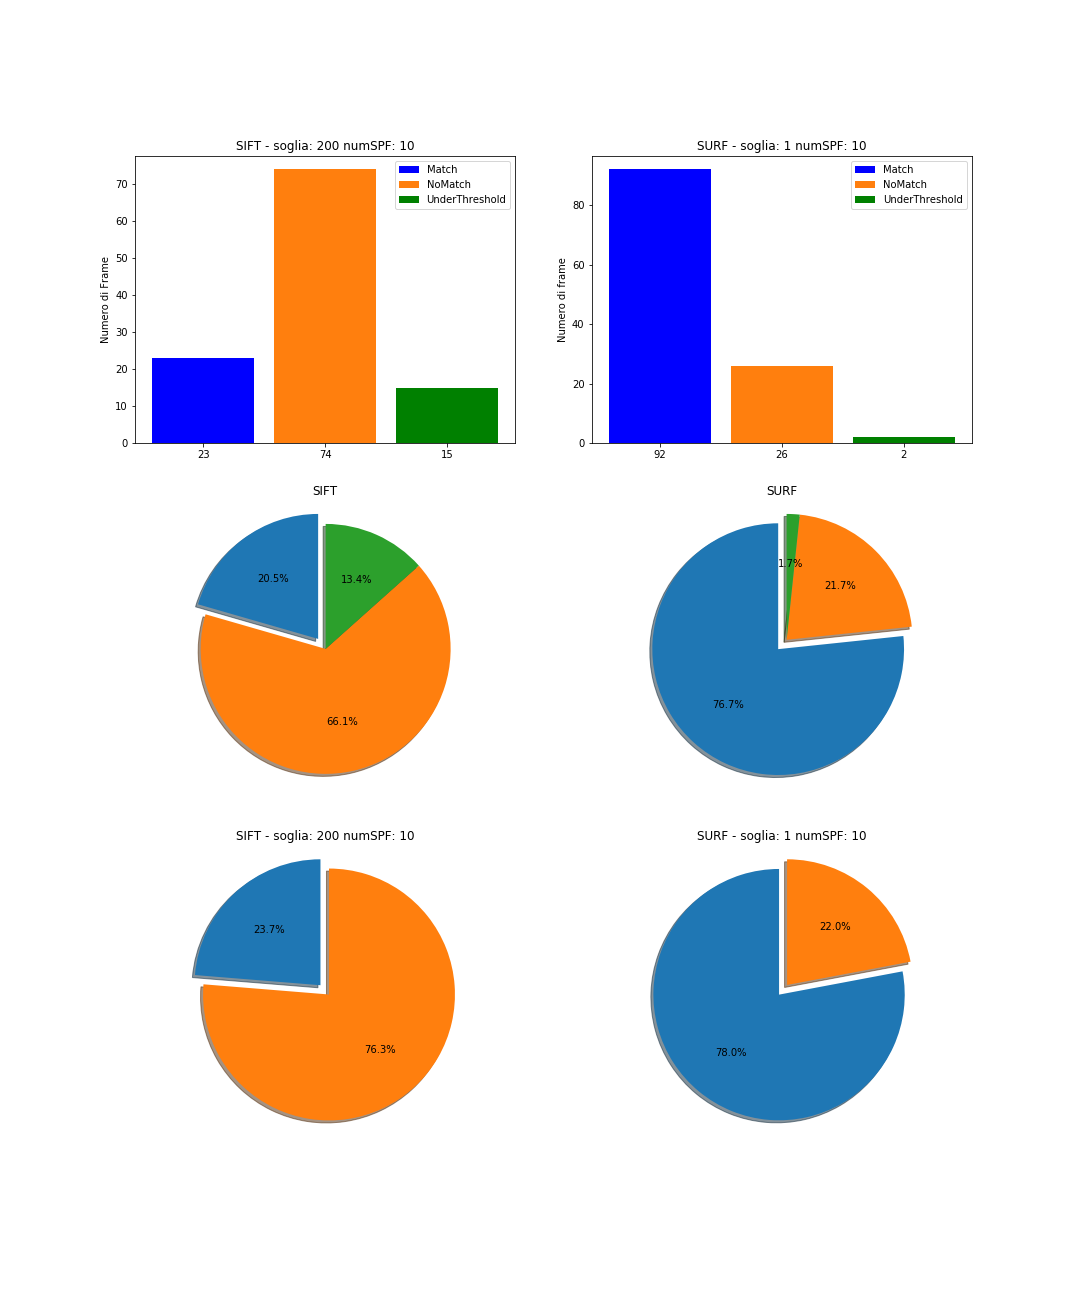 SIFT - soglia: 200 numSPF: 10
Numero di Frame
70
60
50
40
30
20
10
0
Match
NoMatch
UnderThreshold
23 74 15
SURF - soglia: 1 numSPF: 10
Numero di frame
80
60
40
20
0
Match
NoMatch
UnderThreshold
92 26 2
SIFT
20.5%
13.4%
66.1%
SURF
1.7%
21.7%
76.7%
SIFT - soglia: 200 numSPF: 10
23.7%
76.3%
SURF - soglia: 1 numSPF: 10
22.0%
78.0%